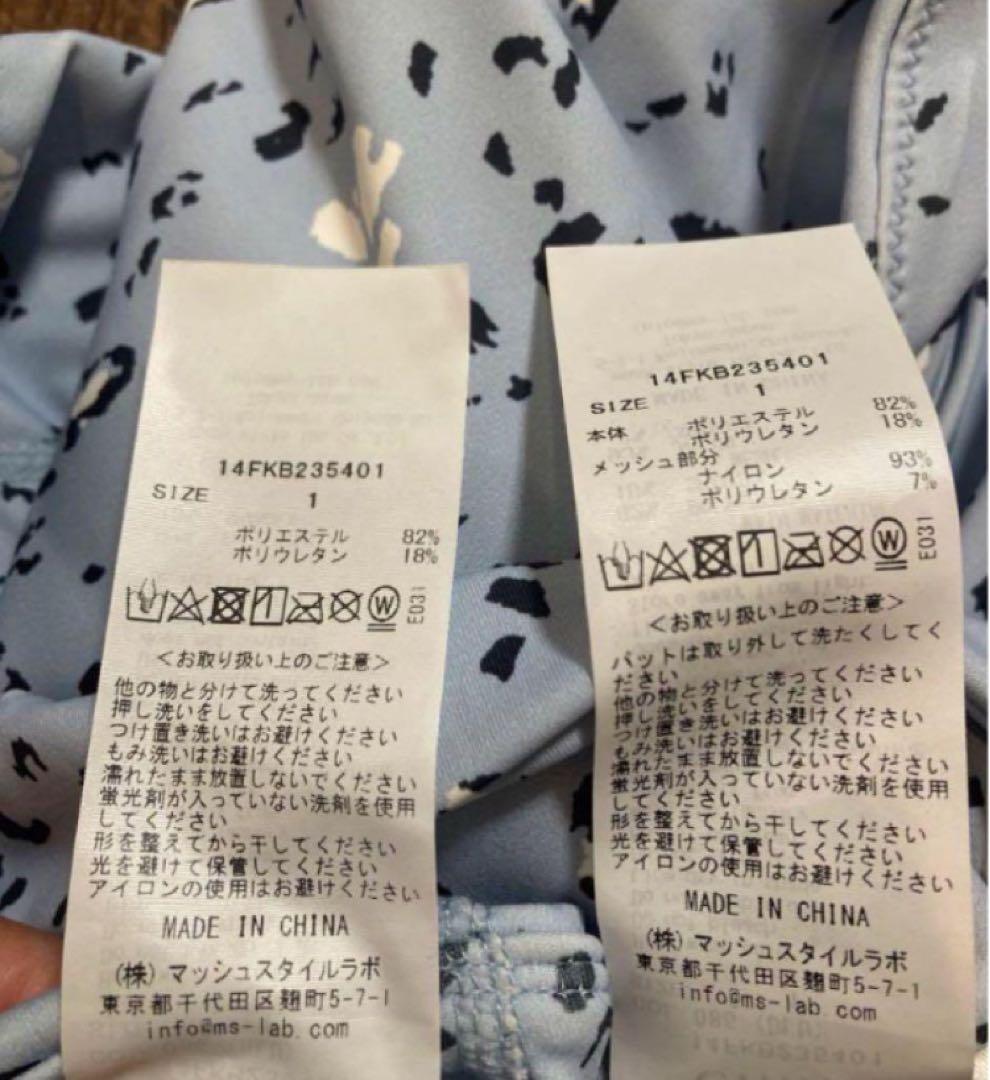 14FKB235401
SIZE 1
ポリエステル 82%
ポリウレタン 18%
E031
＜お取り扱い上のご注意＞
他の物と分けて洗ってください
押し洗いをしてください
つけ置き洗いはお避けください
もみ洗いはお避けください
濡れたまま放置しないでください
蛍光剤が入っていない洗剤を使用
してください
形を整えてから干してください
光を避けて保管してください
アイロンの使用はお避けください
MADE IN CHINA
(株) マッシュスタイルラボ
東京都千代田区麹町5-7-1
info@ms-lab.com
14FKB235401
SIZE 1
本体 ポリエステル 82%
ポリウレタン 18%
メッシュ部分
ナイロン 93%
ポリウレタン 7%
E031
＜お取り扱い上のご注意＞
パットは取り外して洗たくしてく
ださい
他の物と分けて洗ってください
押し洗いをしてください
つけ置き洗いはお避けください
もみ洗いはお避けください
濡れたまま放置しないでください
蛍光剤が入っていない洗剤を使用
してください
形を整えてから干してください
光を避けて保管してください
アイロンの使用はお避けください
MADE IN CHINA
(株) マッシュスタイルラボ
東京都千代田区麹町5-7-1
info@ms-lab.com